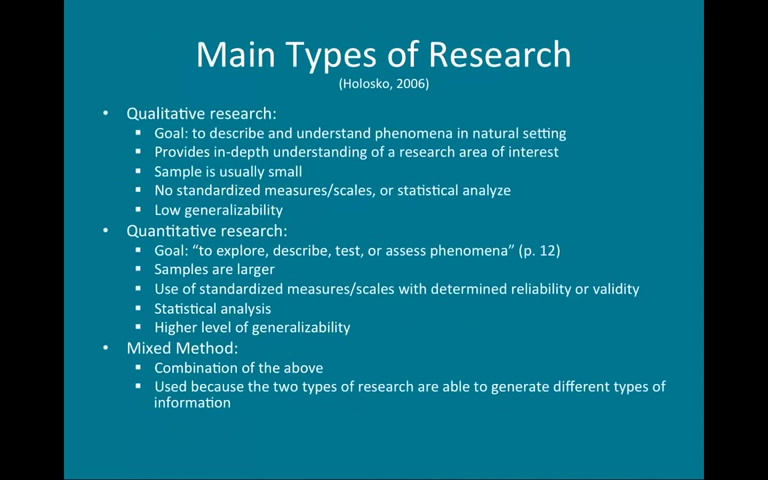 Main Types of Research
(Holosko, 2006)
• Qualitative research:
▪ Goal: to describe and understand phenomena in natural setting
▪ Provides in-depth understanding of a research area of interest
▪ Sample is usually small
▪ No standardized measures/scales, or statistical analyze
▪ Low generalizability
• Quantitative research:
▪ Goal: “to explore, describe, test, or assess phenomena” (p. 12)
▪ Samples are larger
▪ Use of standardized measures/scales with determined reliability or validity
▪ Statistical analysis
▪ Higher level of generalizability
• Mixed Method:
▪ Combination of the above
▪ Used because the two types of research are able to generate different types of
information